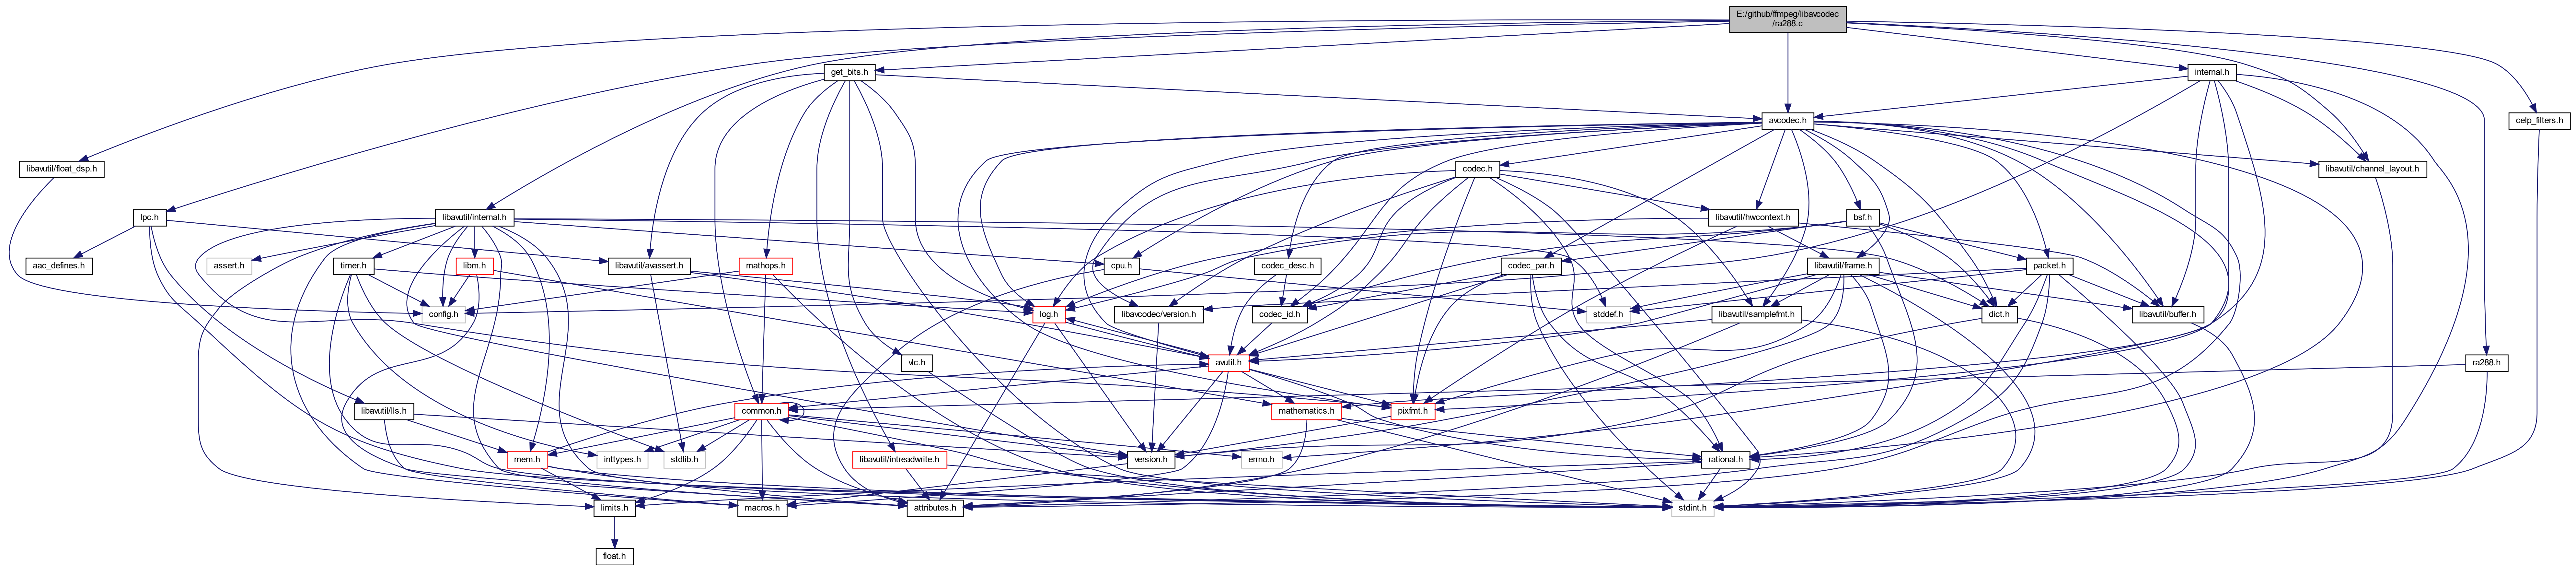 E:/github/ffmpeg/libavcodec
/ra288.c
get_bits.h
internal.h
avcodec.h
celp_filters.h
libavutil/float_dsp.h
codec.h
libavutil/channel_layout.h
lpc.h
libavutil/internal.h
libavutil/hwcontext.h
bsf.h
aac_defines.h
assert.h
timer.h
libm.h
libavutil/avassert.h
mathops.h
cpu.h
codec_desc.h
codec_par.h
libavutil/frame.h
packet.h
config.h
log.h
libavcodec/version.h
codec_id.h
stddef.h
libavutil/samplefmt.h
dict.h
libavutil/buffer.h
vlc.h
avutil.h
ra288.h
libavutil/lls.h
common.h
mathematics.h
pixfmt.h
mem.h
inttypes.h
stdlib.h
libavutil/intreadwrite.h
version.h
errno.h
rational.h
limits.h
macros.h
attributes.h
stdint.h
float.h